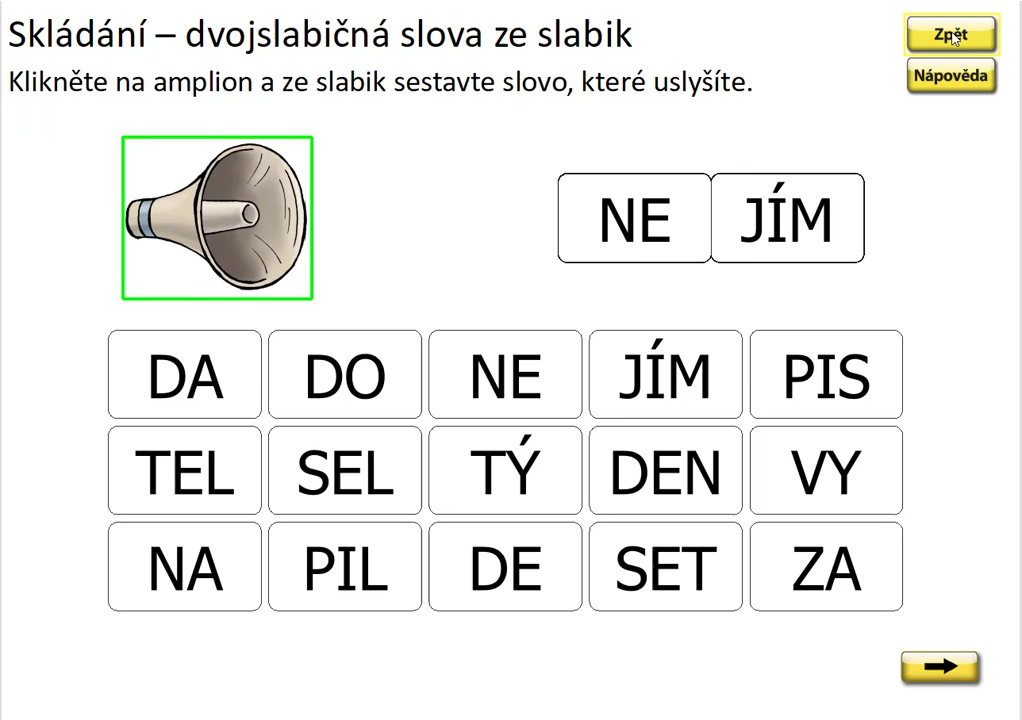 Skládání – dvojslabičná slova ze slabik
Zpět
Klikněte na amplion a ze slabik sestavte slovo, které uslyšíte.
Nápověda
NE JÍM
DA DO NE JÍM PIS
TEL SEL TÝ DEN VY
NA PIL DE SET ZA